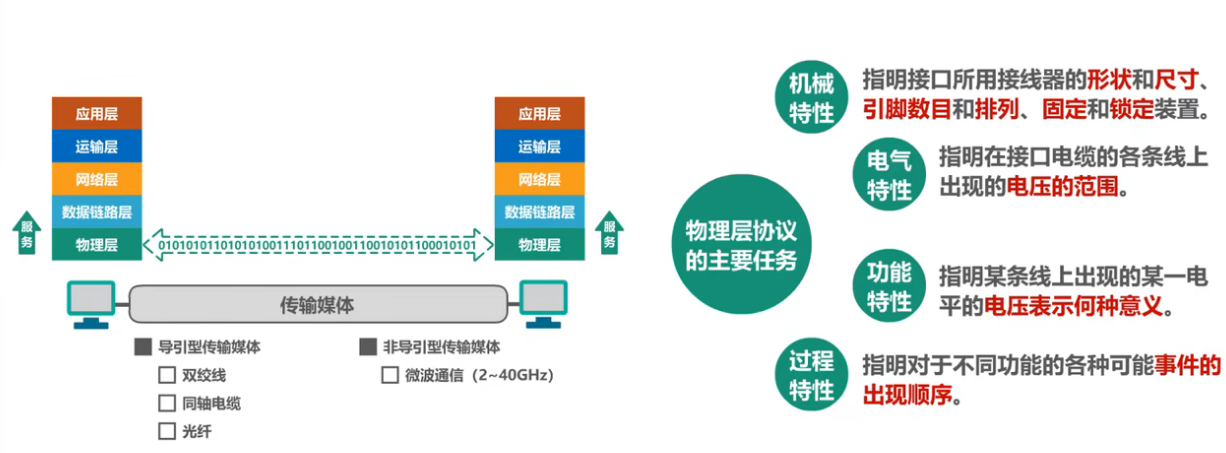 应用层
运输层
网络层
数据链路层
物理层
服务
010101011010101001110110010011001010110001010​1
应用层
运输层
网络层
数据链路层
物理层
服务
传输媒体
导引型传输媒体
双绞线
同轴电缆
光纤
非导引型传输媒体
微波通信（2~40GHz）
物理层协议
的主要任务
机械
特性
指明接口所用接线器的形状和尺寸、
引脚数目和排列、固定和锁定装置。
电气
特性
指明在接口电缆的各条线上
出现的电压的范围。
功能
特性
指明某条线上出现的某一电
平的电压表示何种意义。
过程
特性
指明对于不同功能的各种可能事件的
出现顺序。